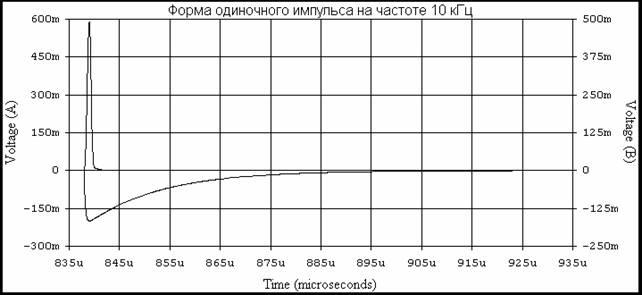 Форма одиночного импульса на частоте 10 кГц
600m 500m
450m 375m
300m 250m
150m 125m
0 0
-150m -125m
-300m -250m
Voltage (A)
Voltage (B)
835u 845u 855u 865u 875u 885u 895u 905u 915u 925u 935u
Time (microseconds)